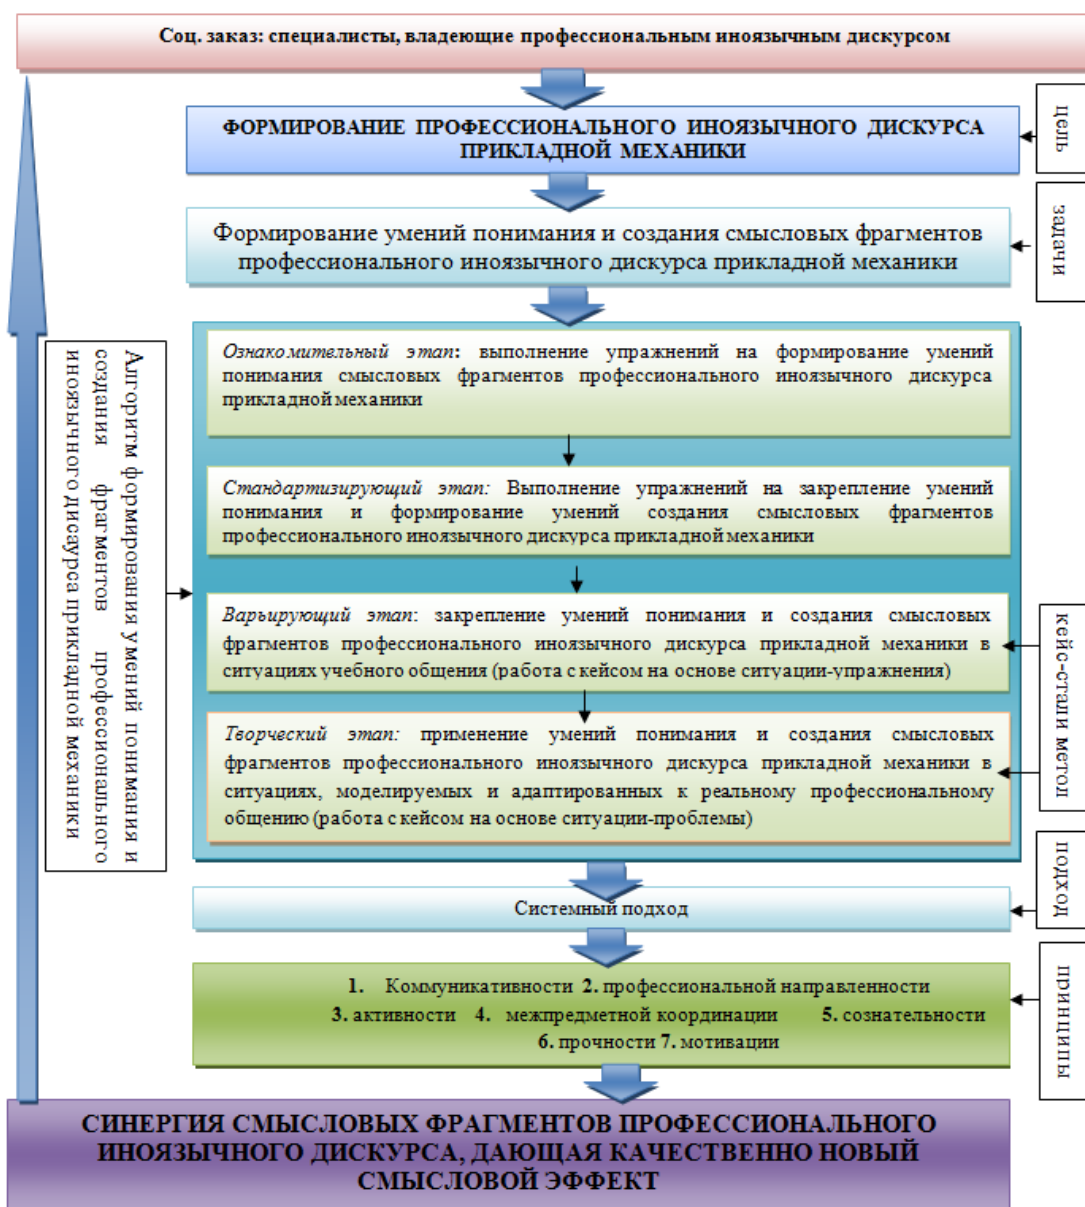 Соц. заказ: специалисты, владеющие профессиональным иноязычным дискурсом
ФОРМИРОВАНИЕ ПРОФЕССИОНАЛЬНОГО ИНОЯЗЫЧНОГО ДИСКУРСА
ПРИКЛАДНОЙ МЕХАНИКИ
цель
Формирование умений понимания и создания смысловых фрагментов
профессионального иноязычного дискурса прикладной механики
задачи
Алгоритм формирования умений понимания и
создания фрагментов профессионального
иноязычного дисаурса прикладной механики
Ознакомительный этап: выполнение упражнений на формирование умений
понимания смысловых фрагментов профессионального иноязычного дискурса
прикладной механики
Стандартизирующий этап: Выполнение упражнений на закрепление умений
понимания и формирование умений создания смысловых фрагментов
профессионального иноязычного дискурса прикладной механики
Варьирующий этап: закрепление умений понимания и создания смысловых
фрагментов профессионального иноязычного дискурса прикладной механики в
ситуациях учебного общения (работа с кейсом на основе ситуации-упражнения)
Творческий этап: применение умений понимания и создания смысловых
фрагментов профессионального иноязычного дискурса прикладной механики в
ситуациях, моделируемых и адаптированных к реальному профессиональному
общению (работа с кейсом на основе ситуации-проблемы)
кейс-стали метол
Системный подход
подход
1. Коммуникативности 2. профессиональной направленности
3. активности 4. межпредметной координации 5. сознательности
6. прочности 7. мотивации
принципы
СИНЕРГИЯ СМЫСЛОВЫХ ФРАГМЕНТОВ ПРОФЕССИОНАЛЬНОГО
ИНОЯЗЫЧНОГО ДИСКУРСА, ДАЮЩАЯ КАЧЕСТВЕННО НОВЫЙ
СМЫСЛОВОЙ ЭФФЕКТ